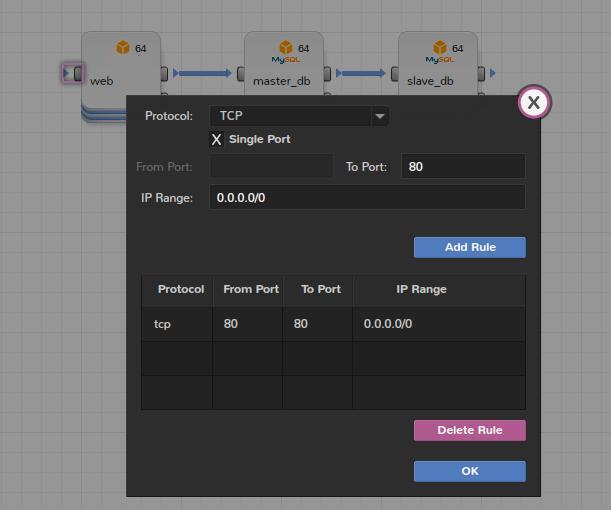 64
64
64
MySQL
MySQL
web
master_db
slave_db
X
Protocol:
TCP
X
Single Port
From Port:
To Port:
80
IP Range:
0.0.0.0/0
Add Rule
Protocol From Port To Port IP Range
tcp 80 80 0.0.0.0/0
Delete Rule
OK